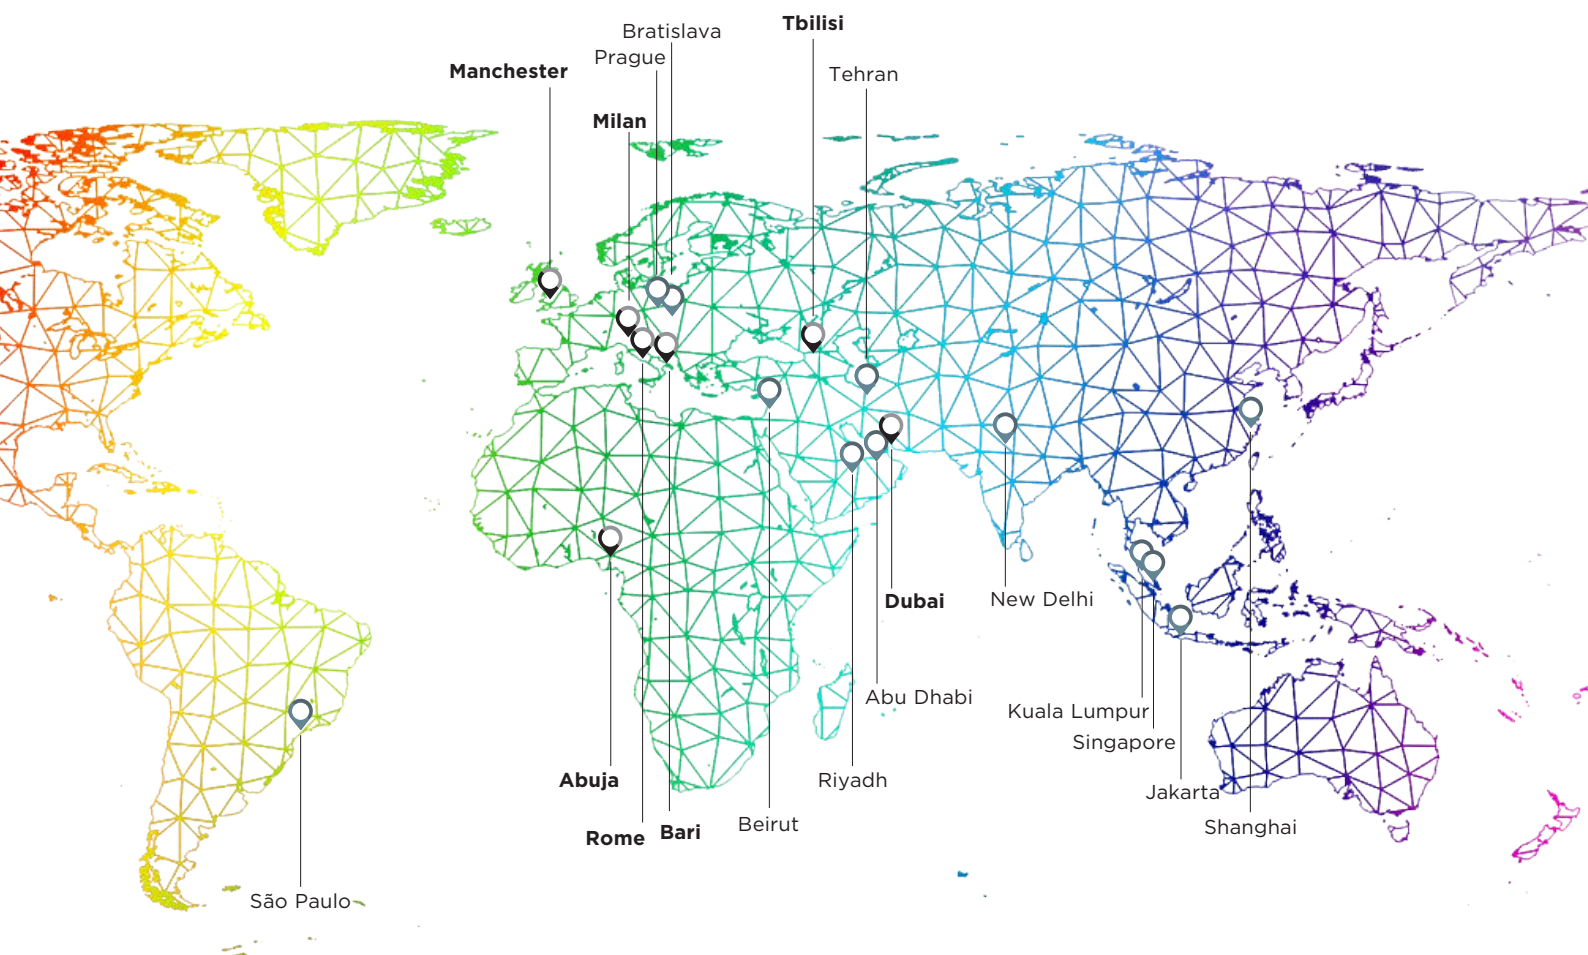 Tbilisi
Bratislava
Prague
Manchester
Tehran
Milan
Dubai
New Delhi
Abu Dhabi
Kuala Lumpur
Singapore
Abuja
Riyadh
Jakarta
Rome
Bari
Beirut
Shanghai
São Paulo